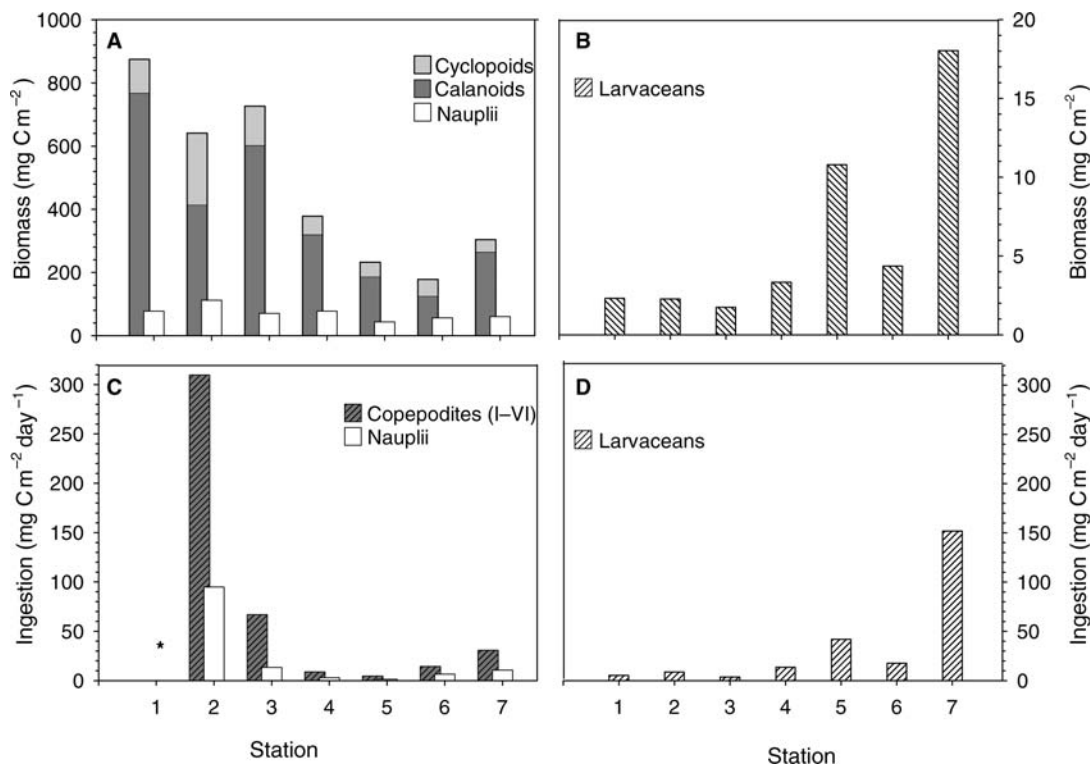 A
1000
800
600
400
200
0
Biomass (mg C m⁻²)
Cyclopoids
Calanoids
Nauplii
B
Larvaceans
20
15
10
5
0
Biomass (mg C m⁻²)
C
300
250
200
150
100
50
0
Ingestion (mg C m⁻² day⁻¹)
Copepodites (I–VI)
Nauplii
*
1 2 3 4 5 6 7
Station
D
Larvaceans
300
250
200
150
100
50
0
Ingestion (mg C m⁻² day⁻¹)
1 2 3 4 5 6 7
Station